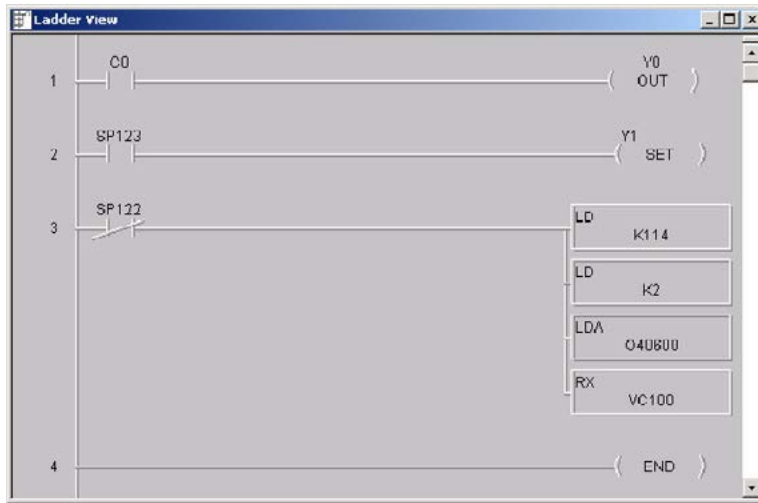 Ladder View
C0
Y0
1
OUT
SP123
Y1
2
SET
SP122
3
LD
K114
LD
K2
LDA
O40600
RX
VC100
4
END